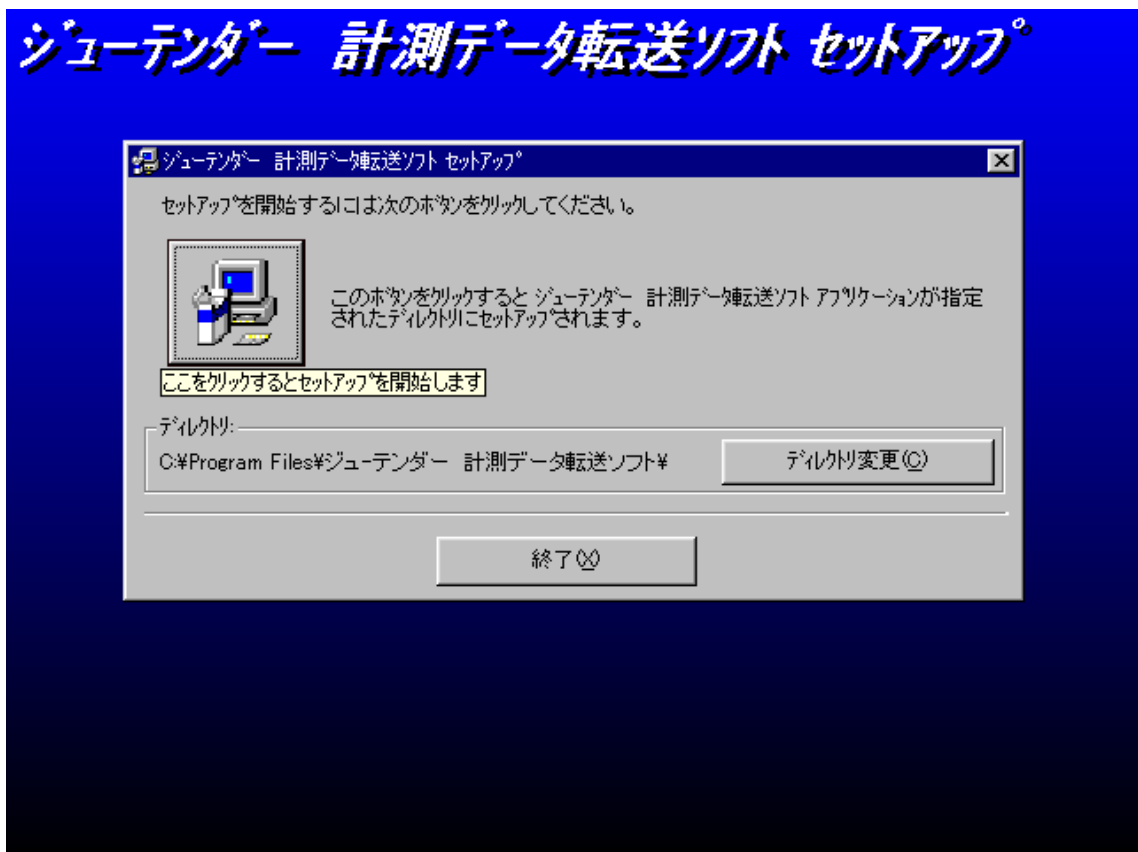 ジューテンダー 計測データ転送ソフト セットアップ
ジューテンダー 計測データ転送ソフト セットアップ
セットアップを開始するには次のボタンをクリックしてください。
このボタンをクリックすると ジューテンダー 計測データ転送ソフト アプリケーションが指定
されたディレクトリにセットアップされます。
ここをクリックするとセットアップを開始します
ディレクトリ:
C:¥Program Files¥ジューテンダー 計測データ転送ソフト¥
ディレクトリ変更(C)
終了(X)